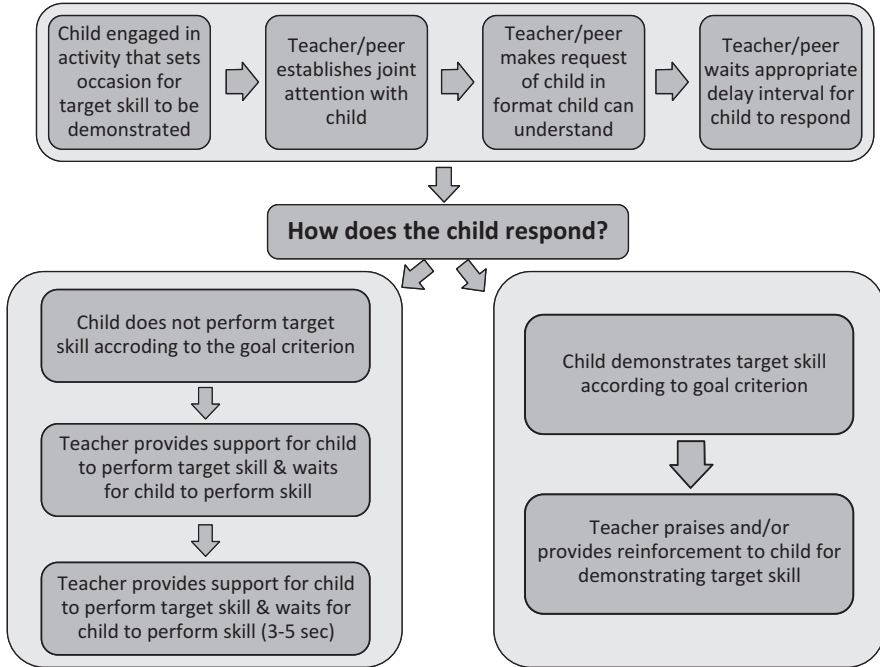 Child engaged in
activity that sets
occasion for
target skill to be
demonstrated
Teacher/peer
establishes joint
attention with
child
Teacher/peer
makes request
of child in
format child can
understand
Teacher/peer
waits appropriate
delay interval for
child to respond
How does the child respond?
Child does not perform target
skill accroding to the goal criterion
Teacher provides support for child
to perform target skill & waits
for child to perform skill
Teacher provides support for child
to perform target skill & waits for
child to perform skill (3-5 sec)
Child demonstrates target skill
according to goal criterion
Teacher praises and/or
provides reinforcement to child for
demonstrating target skill